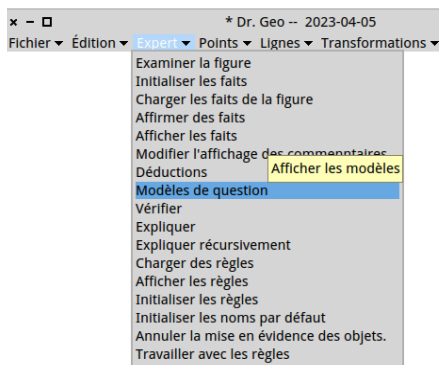 * Dr. Geo -- 2023-04-05
Fichier Édition Expert Points Lignes Transformations
Examiner la figure
Initialiser les faits
Charger les faits de la figure
Affirmer des faits
Afficher les faits
Modifier l'affichage des commenntaires
Déductions
Afficher les modèles
Modèles de question
Vérifier
Expliquer
Expliquer récursivement
Charger des règles
Afficher les règles
Initialiser les règles
Initialiser les noms par défaut
Annuler la mise en évidence des objets.
Travailler avec les règles